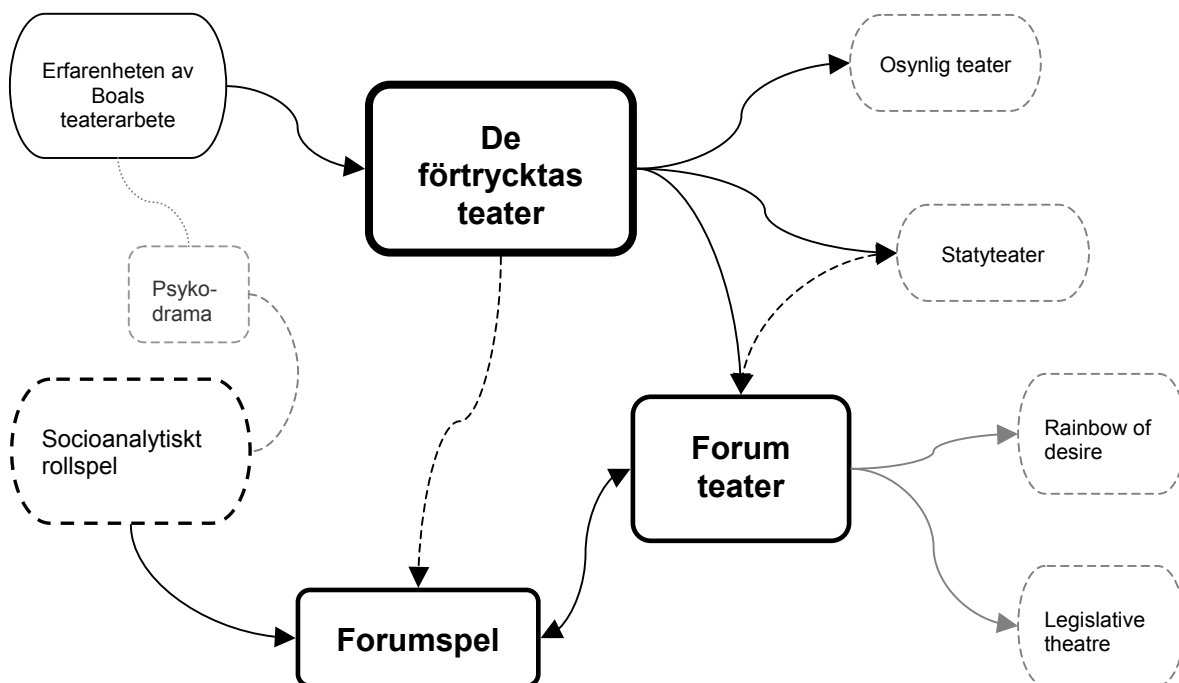 Erfarenheten av
Boals
teaterarbete
De
förtrycktas
teater
Osynlig teater
Statyteater
Psyko-
drama
Socioanalytiskt
rollspel
Forum
teater
Rainbow of
desire
Forumspel
Legislative
theatre